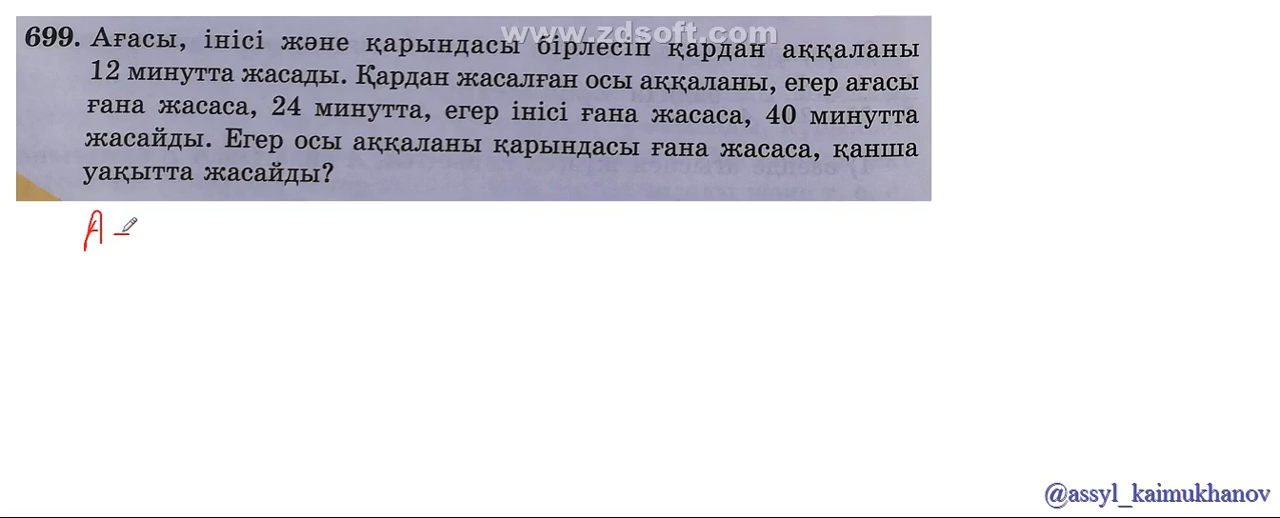 www.zdsoft.com
699. Ағасы, інісі және қарындасы бірлесіп қардан аққаланы
12 минутта жасады. Қардан жасалған осы аққаланы, егер ағасы
ғана жасаса, 24 минутта, егер інісі ғана жасаса, 40 минутта
жасайды. Егер осы аққаланы қарындасы ғана жасаса, қанша
уақытта жасайды?
А –
@assyl_kaimukhanov